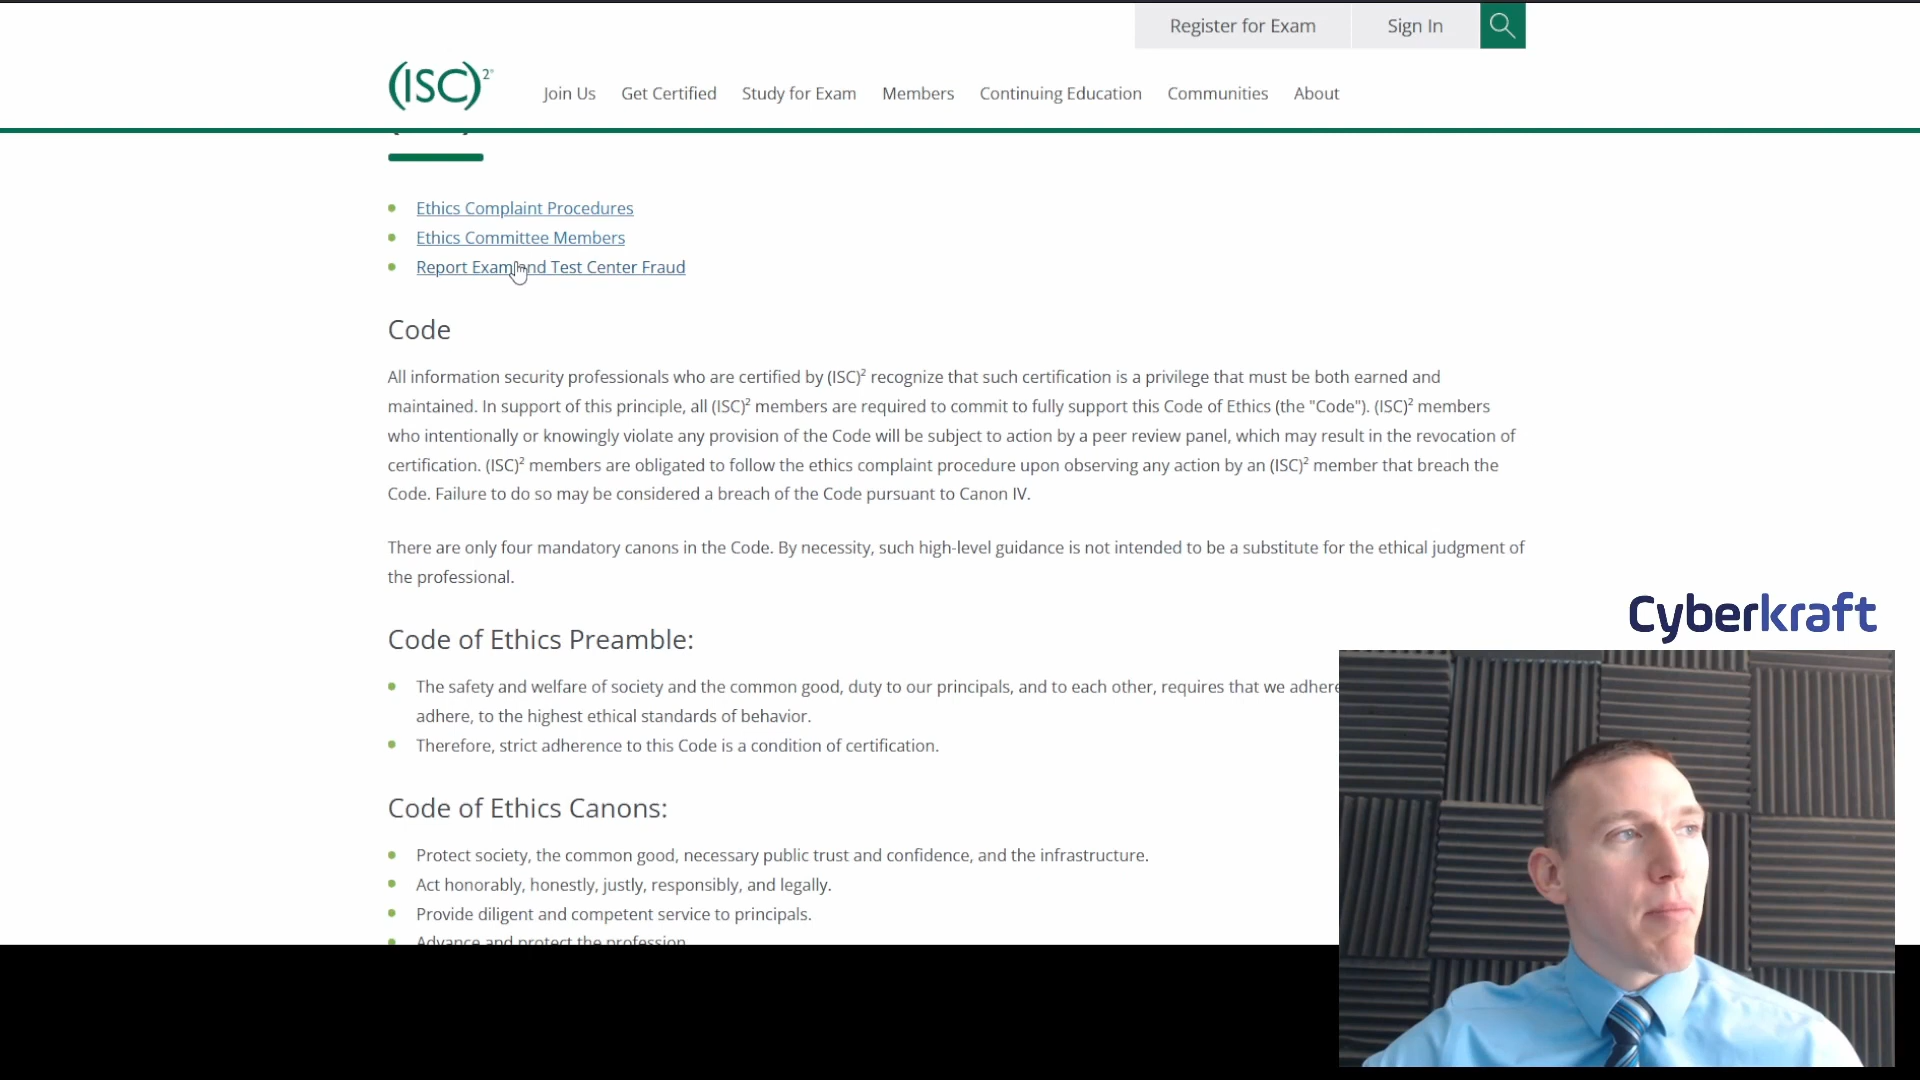 Register for Exam
Sign In
(ISC)²®
Join Us
Get Certified
Study for Exam
Members
Continuing Education
Communities
About
Ethics Complaint Procedures
Ethics Committee Members
Report Exam and Test Center Fraud
Code
All information security professionals who are certified by (ISC)² recognize that such certification is a privilege that must be both earned and
maintained. In support of this principle, all (ISC)² members are required to commit to fully support this Code of Ethics (the "Code"). (ISC)² members
who intentionally or knowingly violate any provision of the Code will be subject to action by a peer review panel, which may result in the revocation of
certification. (ISC)² members are obligated to follow the ethics complaint procedure upon observing any action by an (ISC)² member that breach the
Code. Failure to do so may be considered a breach of the Code pursuant to Canon IV.
There are only four mandatory canons in the Code. By necessity, such high-level guidance is not intended to be a substitute for the ethical judgment of
the professional.
Cyberkraft
Code of Ethics Preamble:
The safety and welfare of society and the common good, duty to our principals, and to each other, requires that we adhere
adhere, to the highest ethical standards of behavior.
Therefore, strict adherence to this Code is a condition of certification.
Code of Ethics Canons:
Protect society, the common good, necessary public trust and confidence, and the infrastructure.
Act honorably, honestly, justly, responsibly, and legally.
Provide diligent and competent service to principals.
Advance and protect the profession.